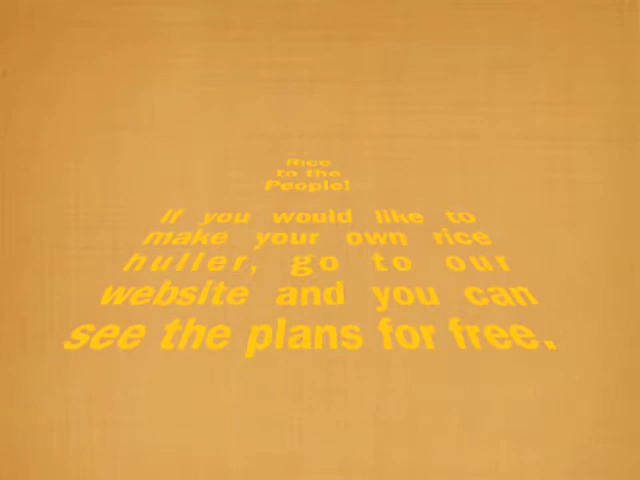 Rice
to the
People!
If you would like to
make your own rice
huller, go to our
website and you can
see the plans for free.